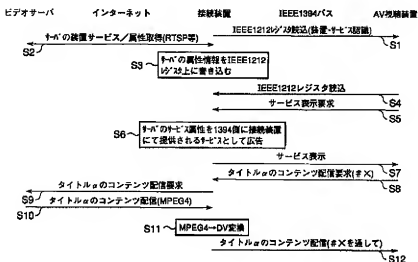 ビデオサーバ インターネット 接続装置 IEEE1394バス AV視聴装置
IEEE1212レジスタ読込(装置・サービス認識)
S1
サーバの装置サービス/属性取得(RTSP等)
S2
S3
サーバの属性情報をIEEE1212
レジスタ上に書き込む
IEEE1212レジスタ読込
S4
サービス表示要求
S5
S6
サーバのサービス属性を1394側に接続装置
にて提供されるサービスとして広告
サービス表示
S7
タイトルαのコンテンツ配信要求(#X)
S8
タイトルαのコンテンツ配信要求
S9
タイトルαのコンテンツ配信(MPEG4)
S10
S11
MPEG4→DV変換
タイトルαのコンテンツ配信(#Xを通して)
S12